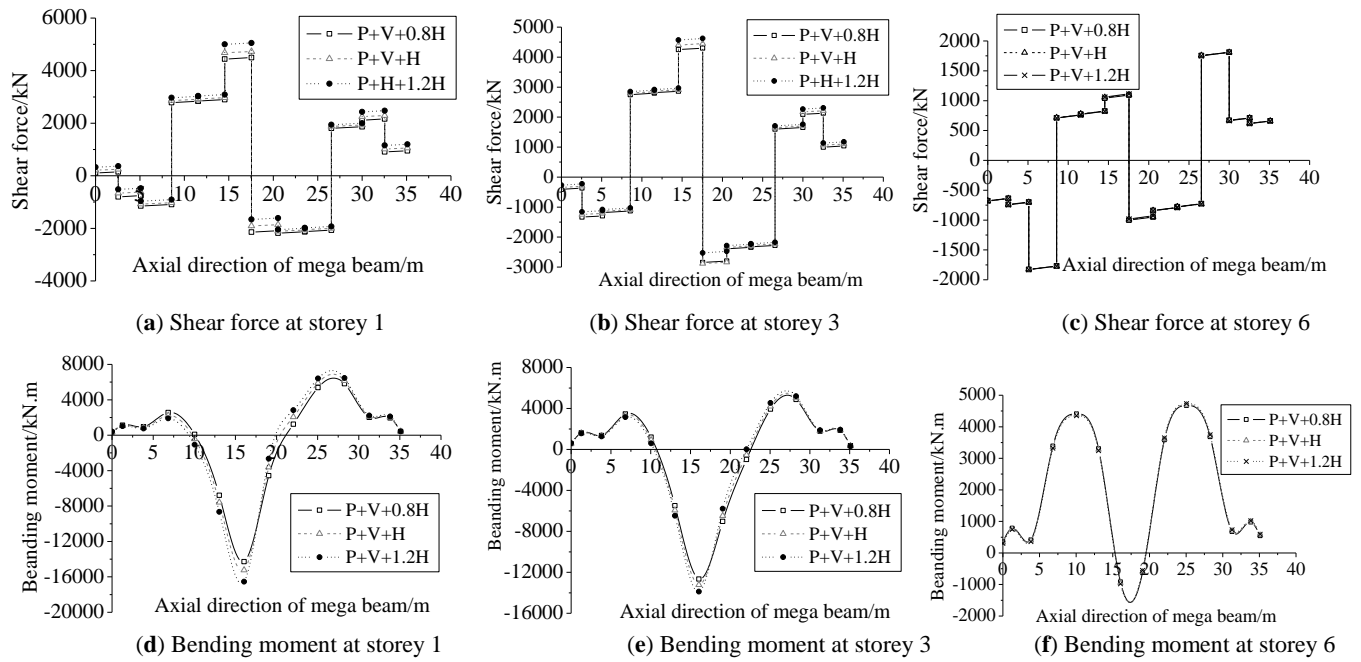 6000
4000
2000
0
-2000
-4000
0 5 10 15 20 25 30 35 40
Shear force/kN
Axial direction of mega beam/m
P+V+0.8H
P+V+H
P+H+1.2H
(a) Shear force at storey 1
5000
4000
3000
2000
1000
0
-1000
-2000
-3000
0 5 10 15 20 25 30 35 40
Shear force/kN
Axial direction of mega beam/m
P+V+0.8H
P+V+H
P+H+1.2H
(b) Shear force at storey 3
2000
1500
1000
500
0
-500
-1000
-1500
-2000
0 5 10 15 20 25 30 35 40
Shear force/kN
Axial direction of mega beam/m
P+V+0.8H
P+V+H
P+V+1.2H
(c) Shear force at storey 6
8000
4000
0
-4000
-8000
-12000
-16000
-20000
0 5 10 15 20 25 30 35 40
Beanding moment/kN.m
Axial direction of mega beam/m
P+V+0.8H
P+V+H
P+V+1.2H
(d) Bending moment at storey 1
8000
4000
0
-4000
-8000
-12000
-16000
0 5 10 15 20 25 30 35 40
Beanding moment/kN.m
Axial direction of mega beam/m
P+V+0.8H
P+V+H
P+V+1.2H
(e) Bending moment at storey 3
5000
4000
3000
2000
1000
0
-1000
-2000
0 5 10 15 20 25 30 35 40
Beanding moment/kN.m
Axial direction of mega beam/m
P+V+0.8H
P+V+H
P+V+1.2H
(f) Bending moment at storey 6